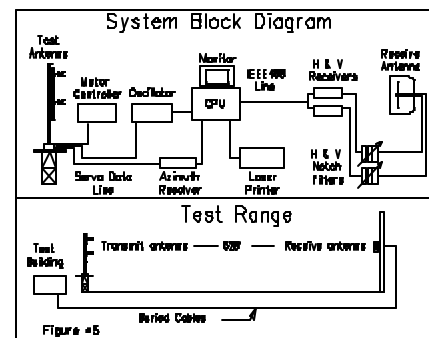 System Block Diagram
Test
Antenna
Motor
Controller
Oscillator
Monitor
CPU
IEEE488
Line
H & V
Receivers
Receive
Antenna
Servo Data
Line
Azimuth
Resolver
Laser
Printer
H & V
Notch
Filters
Test Range
Test
Building
Transmit antenna
Receive antenna
Buried Cables
Figure #5